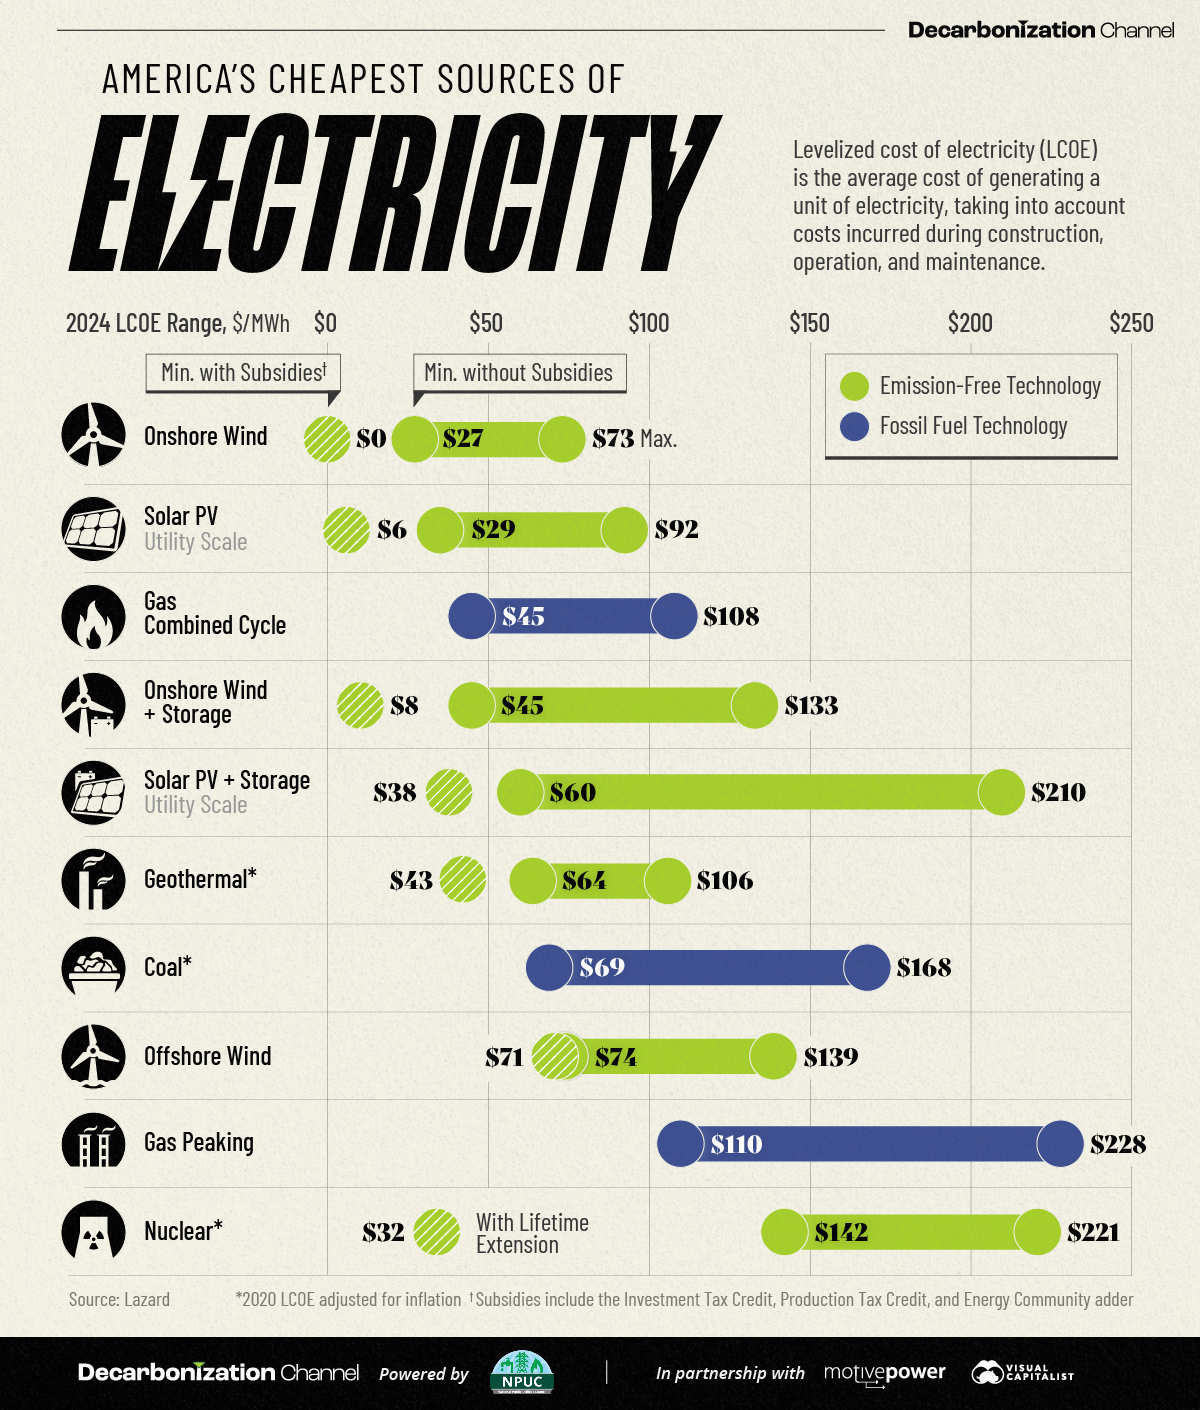 Decarbonization Channel
AMERICA'S CHEAPEST SOURCES OF
ELECTRICITY
Levelized cost of electricity (LCOE)
is the average cost of generating a
unit of electricity, taking into account
costs incurred during construction,
operation, and maintenance.
2024 LCOE Range, $/MWh $0 $50 $100 $150 $200 $250
Min. with Subsidies†
Min. without Subsidies
Emission-Free Technology
Fossil Fuel Technology
Onshore Wind $0 $27 $73 Max.
Solar PV
Utility Scale
$6 $29 $92
Gas
Combined Cycle
$45 $108
Onshore Wind
+ Storage
$8 $45 $133
Solar PV + Storage
Utility Scale
$38 $60 $210
Geothermal* $43 $64 $106
Coal* $69 $168
Offshore Wind $71 $74 $139
Gas Peaking $110 $228
Nuclear* $32
With Lifetime
Extension
$142 $221
Source: Lazard *2020 LCOE adjusted for inflation †Subsidies include the Investment Tax Credit, Production Tax Credit, and Energy Community adder
Decarbonization Channel Powered by NPUC | In partnership with motivepower
VISUAL
CAPITALIST